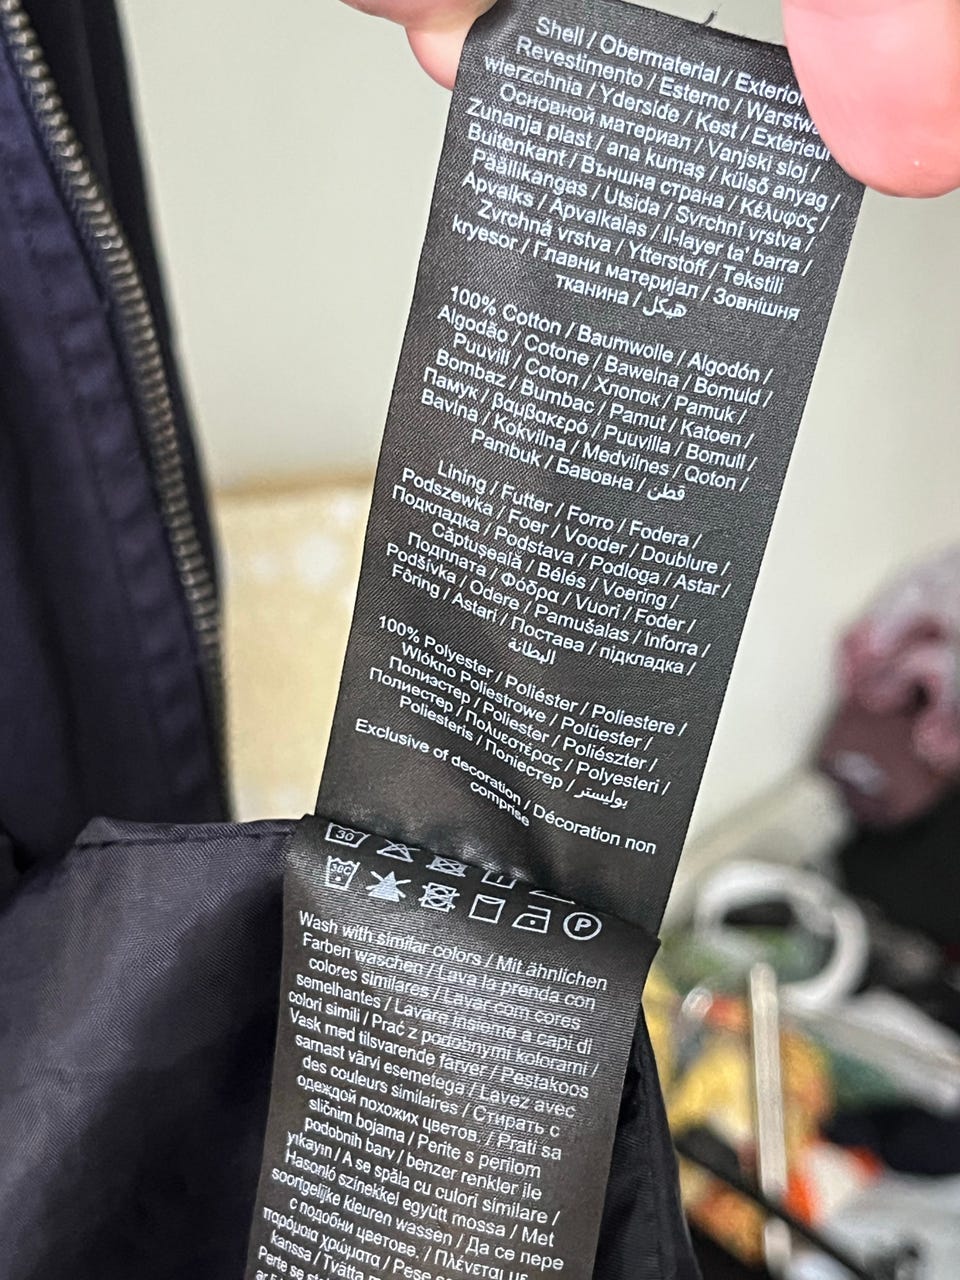 Shell / Obermaterial / Exterior
Revestimento / Esterno / Warstwa
wierzchnia / Yderside / Kest / Extérieur
Основной материал / Vanjski sloj /
Zunanja plast / ana kumaş / külső anyag /
Buitenkant / Външна страна / Κέλυφος /
Päällikangas / Utsida / Svrchní vrstva /
Apvalks / Apvalkalas / Il-layer ta' barra /
Zvrchná vrstva / Ytterstoff / Tekstili
kryesor / Главни материјал / Зовнішня
тканина / هيكل
100% Cotton / Baumwolle / Algodón /
Algodão / Cotone / Bawełna / Bomuld /
Puuvill / Coton / Хлопок / Pamuk /
Bombaz / Bumbac / Pamut / Katoen /
Памук / βαμβακερό / Puuvilla / Bomull /
Bavlna / Kokvilna / Medvilnes / Qoton /
Pambuk / Бавовна / قطن
Lining / Futter / Forro / Fodera /
Podszewka / Foer / Vooder / Doublure /
Подкладка / Podstava / Podloga / Astar /
Căptușeală / Bélés / Voering /
Подплата / Φόδρα / Vuori / Foder /
Podšívka / Odere / Pamušalas / Inforra /
Fôring / Astari / Постава / підкладка /
البطانة
100% Polyester / Poliéster / Poliestere /
Włókno Poliestrowe / Polüester /
Полиэстер / Poliester / Poliészter /
Полиестер / Πολυεστέρας / Polyesteri /
Poliesteris / Поліестер / بوليستر
Exclusive of decoration / Décoration non
comprise
30
30C
P
Wash with similar colors / Mit ähnlichen
Farben waschen / Lava la prenda con
colores similares / Lavar com cores
semelhantes / Lavare insieme a capi di
colori simili / Prać z podobnymi kolorami /
Vask med tilsvarende farver / Pestakoos
sarnast värvi esemetega / Lavez avec
des couleurs similaires / Стирать с
одеждой похожих цветов. / Prati sa
sličnim bojama / Perite s perilom
podobnih barv / benzer renkler ile
yıkayın / A se spăla cu culori similare /
Hasonló színekkel együtt mossa / Met
soortgelijke kleuren wassen / Да се пере
с подобни цветове. / Πλένεται με
παρόμοια χρώματα / Pese
kanssa / Tvätta
Perte se